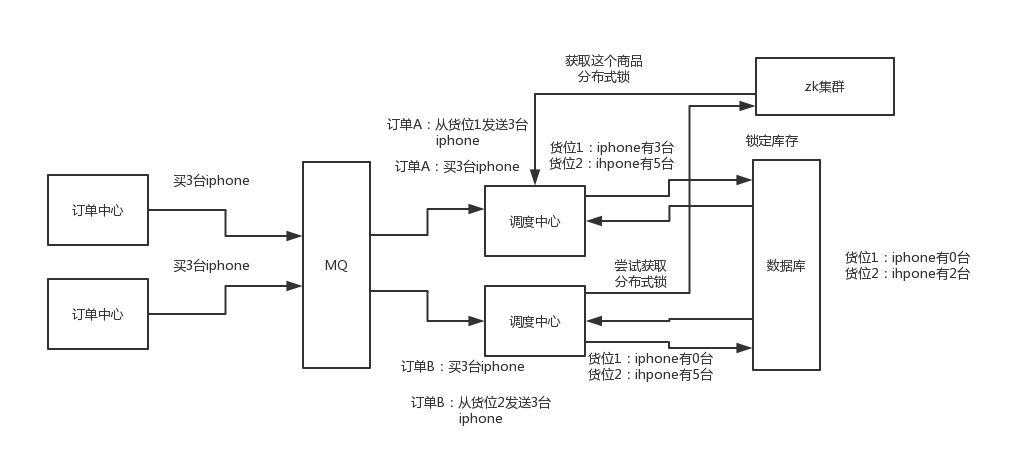 获取这个商品
分布式锁
zk集群
订单A：从货位1发送3台
iphone
货位1：iphone有3台
货位2：ihpone有5台
锁定库存
订单A：买3台iphone
买3台iphone
订单中心
调度中心
买3台iphone
MQ
尝试获取
分布式锁
数据库
货位1：iphone有0台
货位2：ihpone有2台
订单中心
调度中心
订单B：买3台iphone
货位1：iphone有0台
货位2：ihpone有5台
订单B：从货位2发送3台
iphone